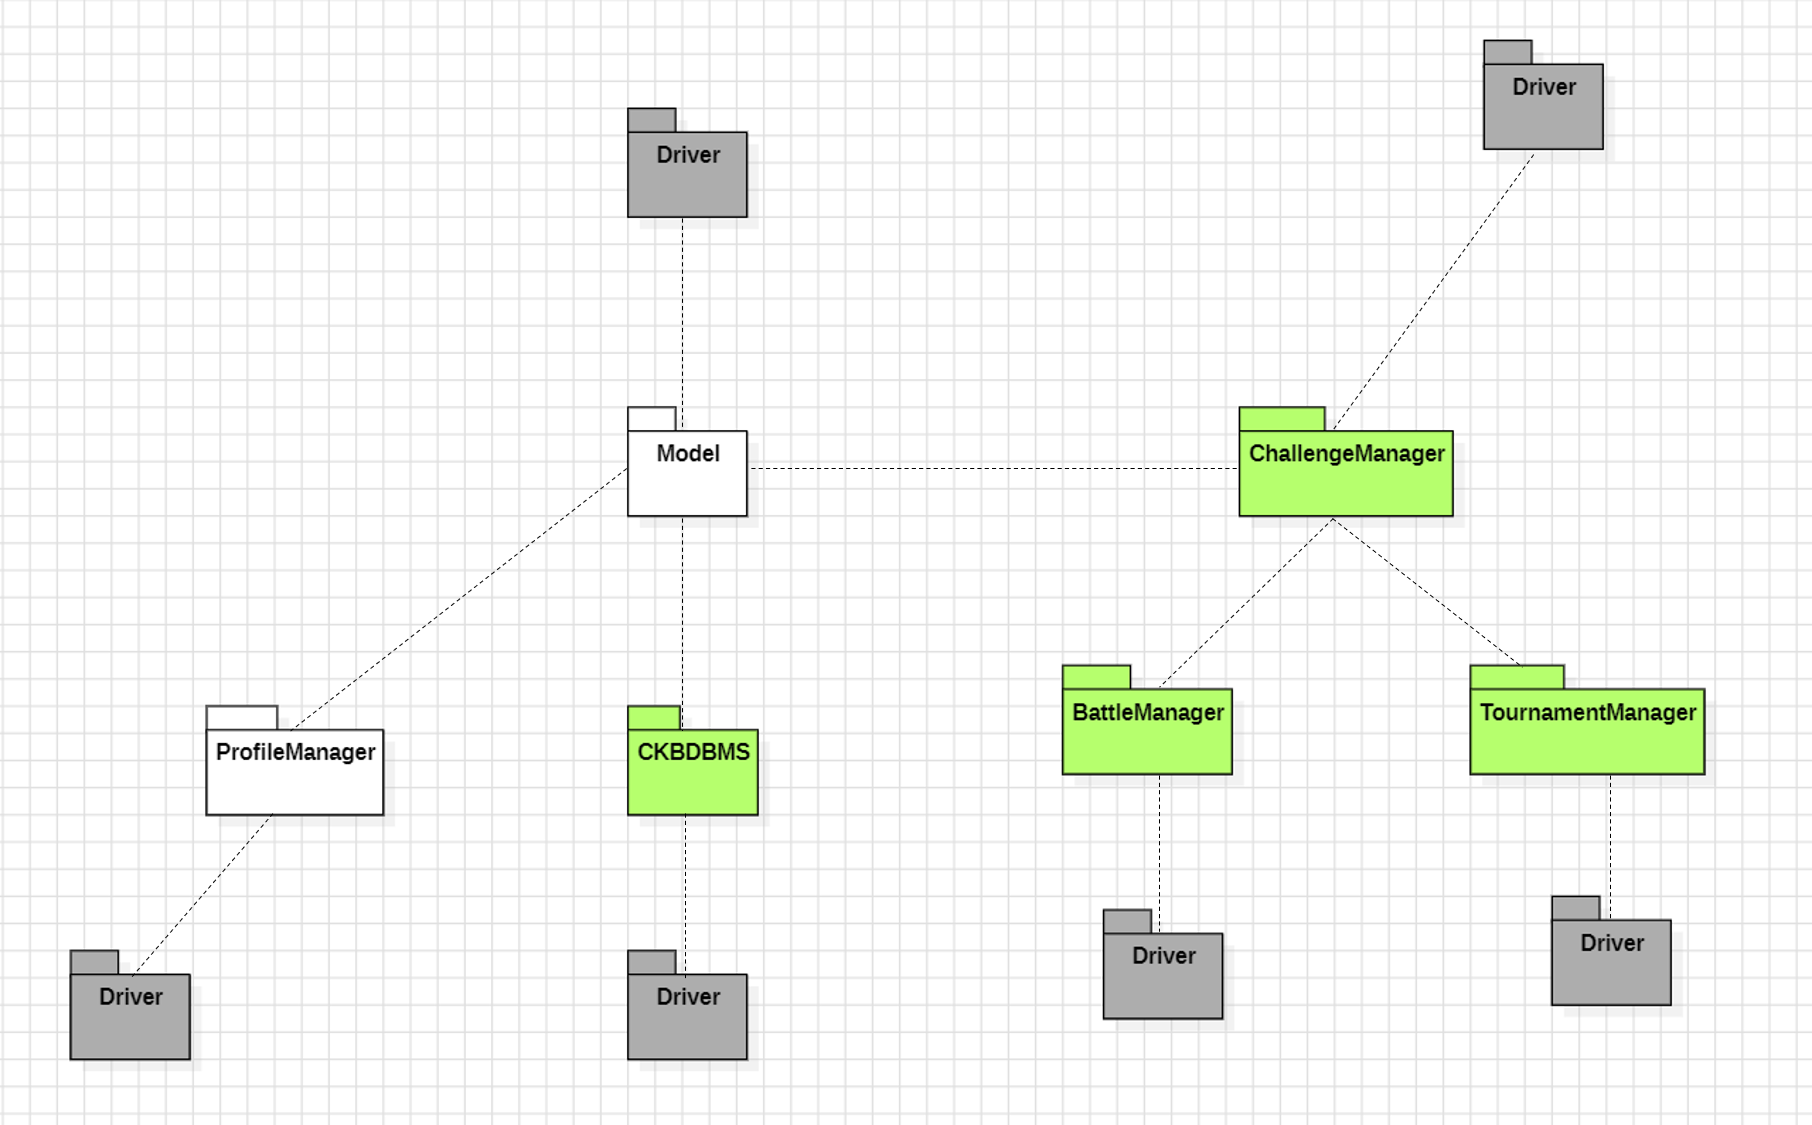 Driver
Driver
Model
ChallengeManager
BattleManager
TournamentManager
ProfileManager
CKBDBMS
Driver
Driver
Driver
Driver